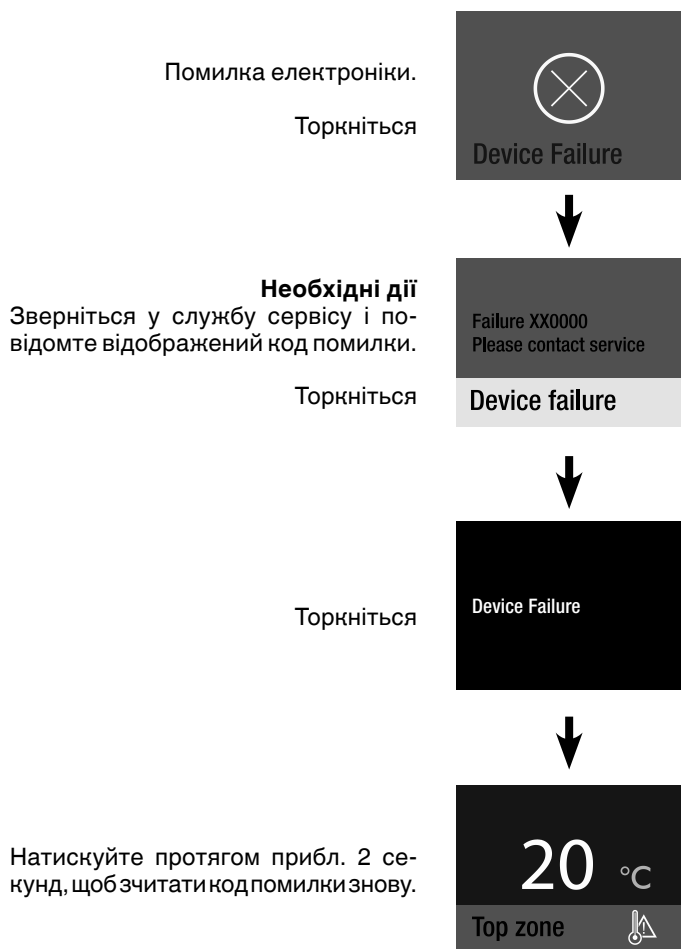 Помилка електроніки.
Торкніться
Device Failure
Необхідні дії
Зверніться у службу сервісу і по-
відомте відображений код помилки.
Торкніться
Failure XX0000
Please contact service
Device failure
Торкніться
Device Failure
Натискуйте протягом прибл. 2 се-
кунд, щоб зчитати код помилки знову.
20 °C
Top zone